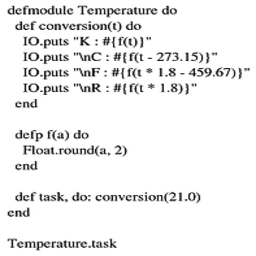 defmodule Temperature do
  def conversion(t) do
    IO.puts "K : #{f(t)}"
    IO.puts "\nC : #{f(t - 273.15)}"
    IO.puts "\nF : #{f(t * 1.8 - 459.67)}"
    IO.puts "\nR : #{f(t * 1.8)}"
  end

  defp f(a) do
    Float.round(a, 2)
  end

  def task, do: conversion(21.0)
end

Temperature.task